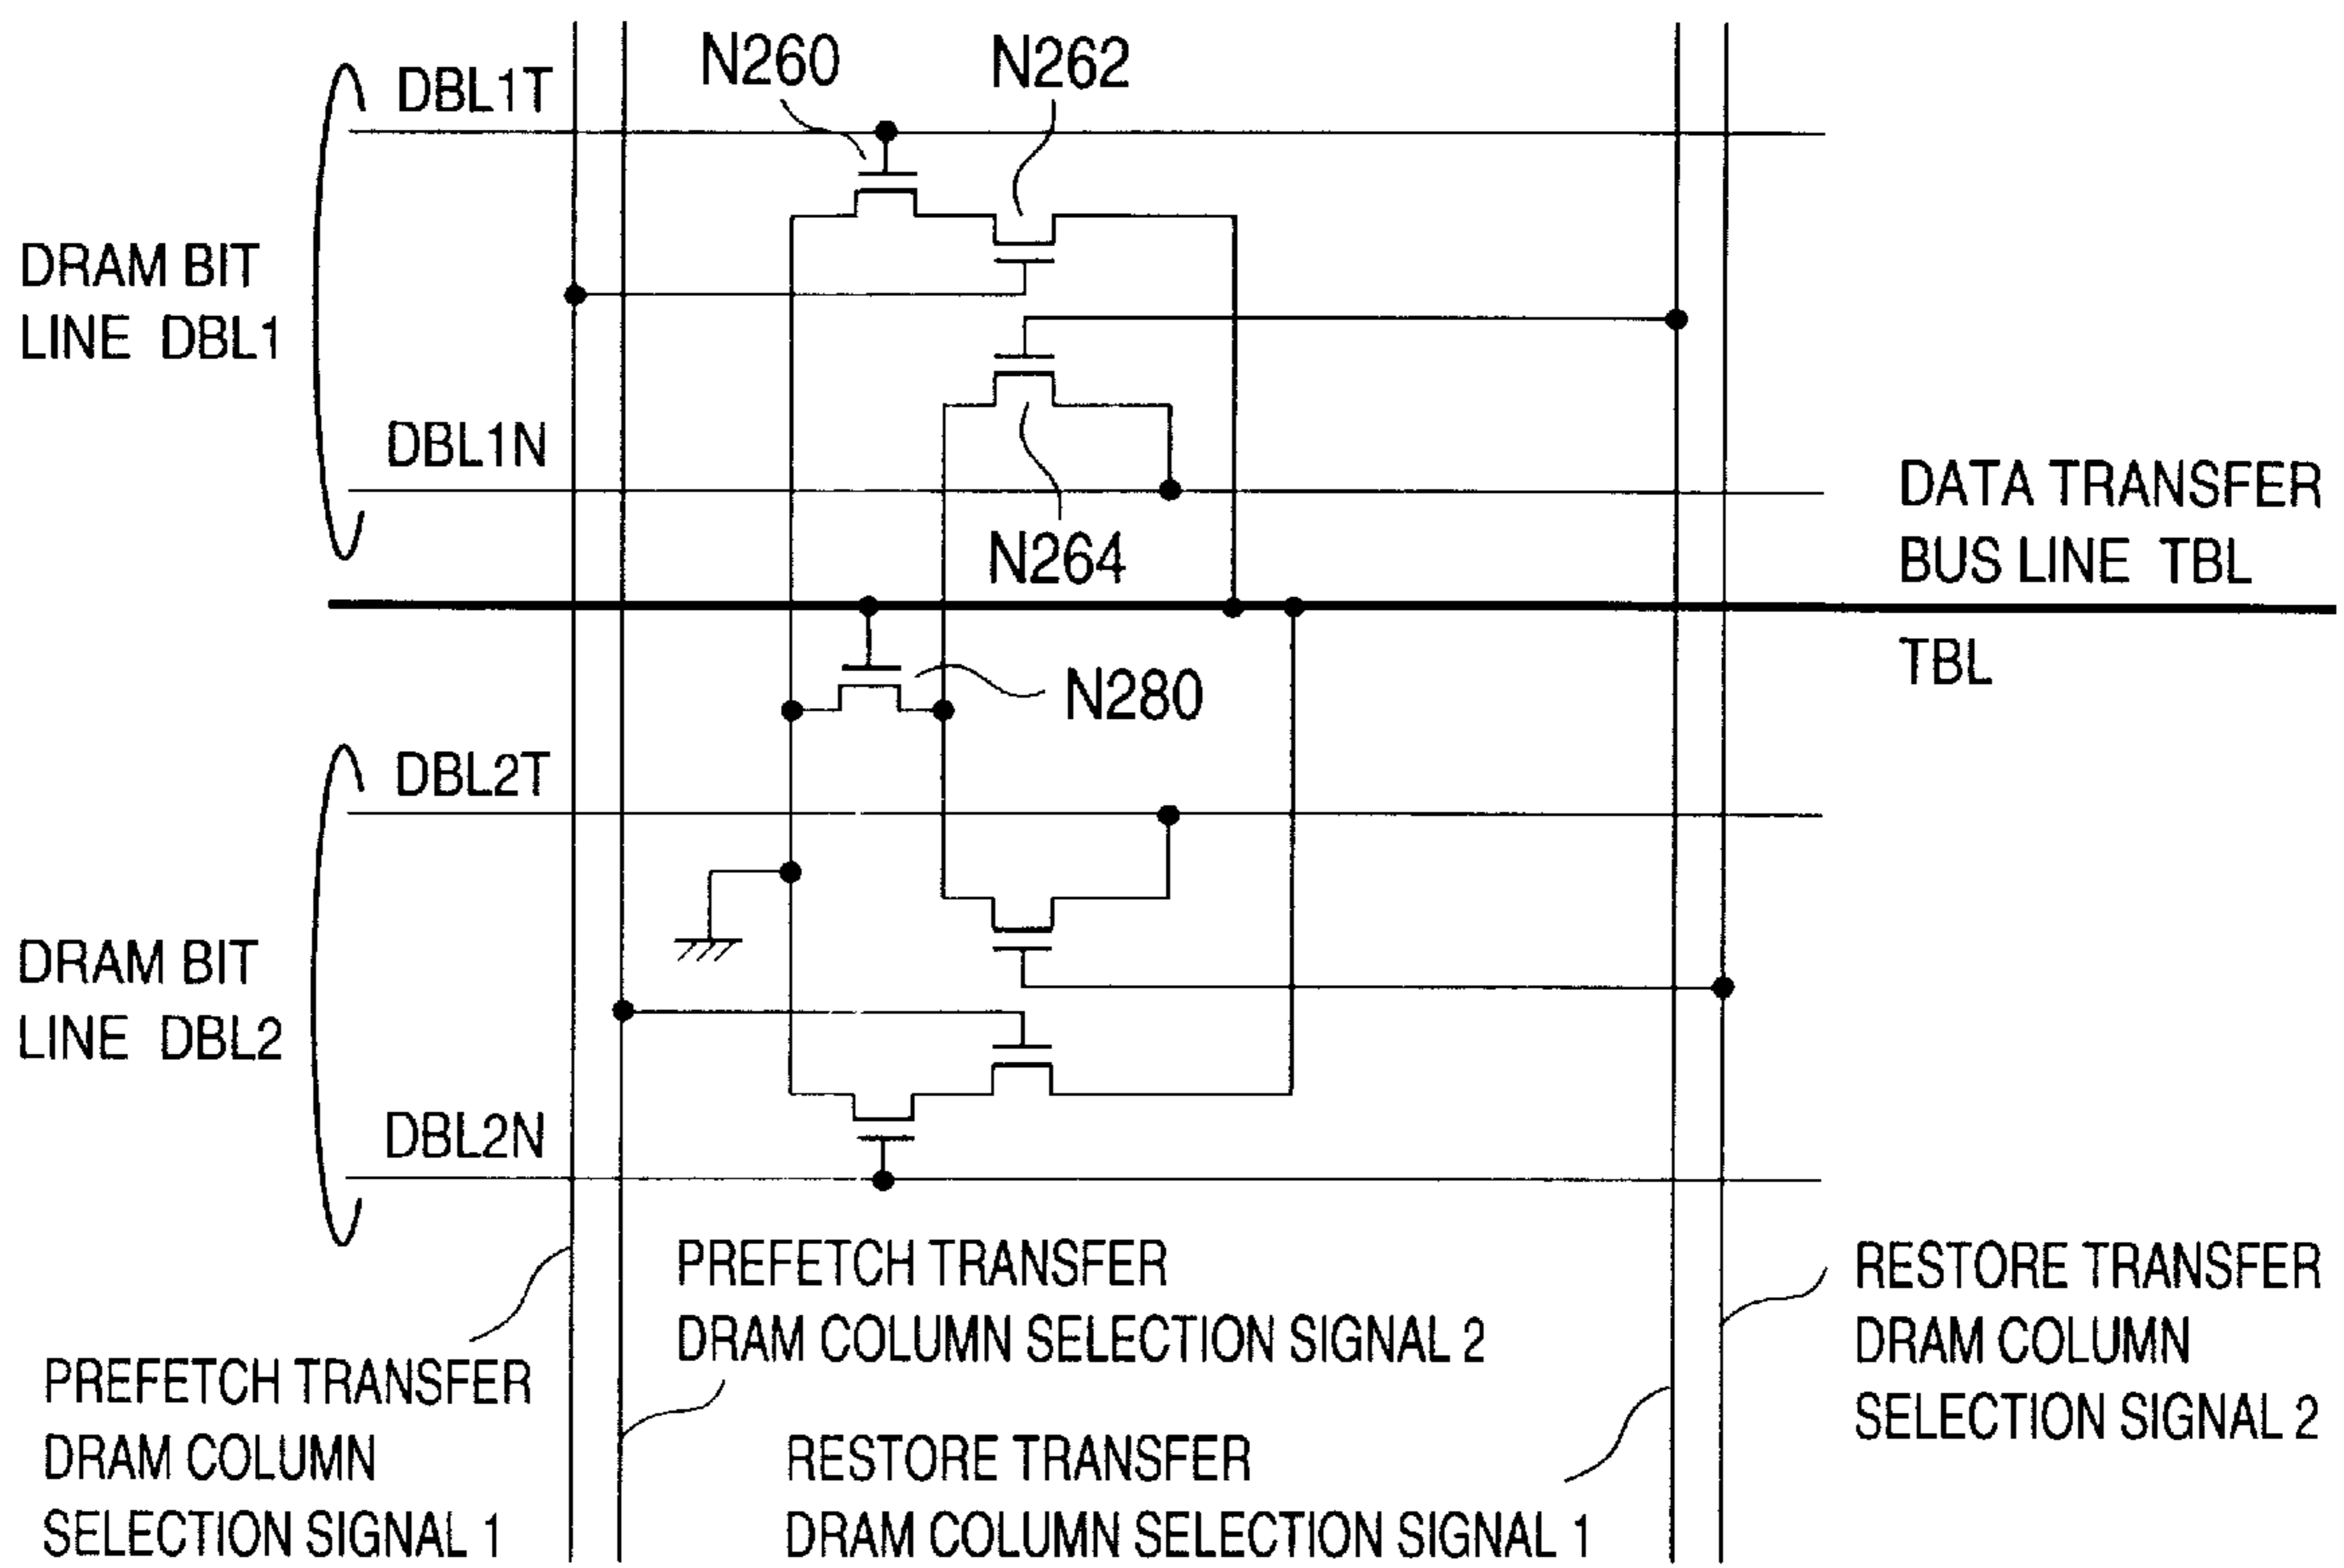 N260
N262
DBL1T
DRAM BIT
LINE DBL1
DBL1N
N264
DATA TRANSFER
BUS LINE TBL
TBL
N280
DBL2T
DRAM BIT
LINE DBL2
DBL2N
PREFETCH TRANSFER
DRAM COLUMN SELECTION SIGNAL 2
RESTORE TRANSFER
DRAM COLUMN
SELECTION SIGNAL 2
PREFETCH TRANSFER
DRAM COLUMN
SELECTION SIGNAL 1
RESTORE TRANSFER
DRAM COLUMN SELECTION SIGNAL 1